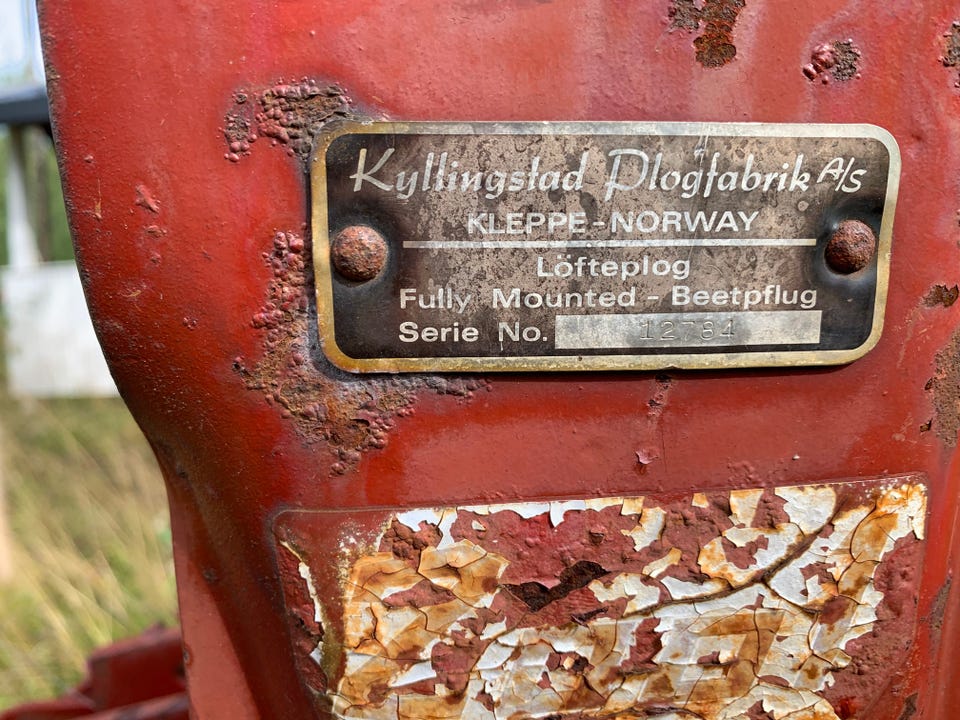 Kyllingstad Plogfabrik A/S
KLEPPE-NORWAY
Löfteplog
Fully Mounted - Beetpflug
Serie No. 12784